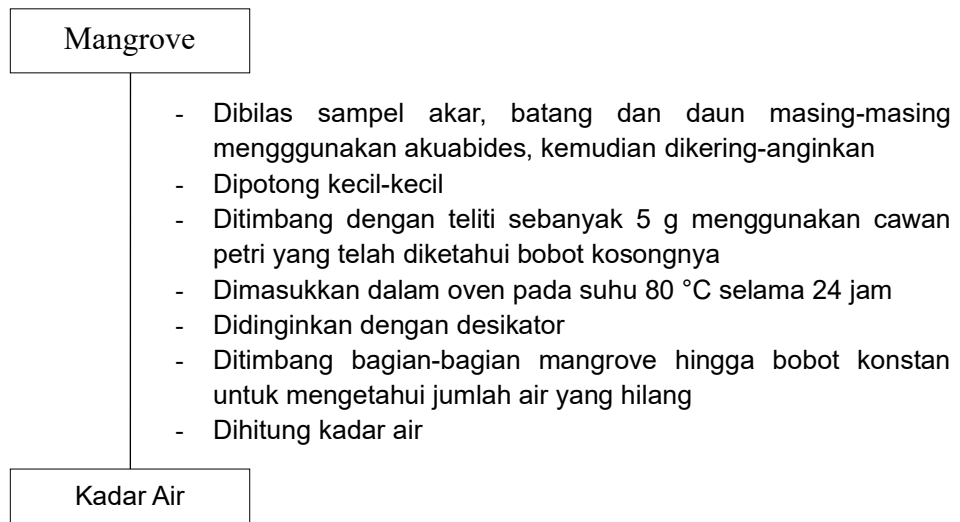 Mangrove
- Dibilas sampel akar, batang dan daun masing-masing
mengggunakan akuabides, kemudian dikering-anginkan
- Dipotong kecil-kecil
- Ditimbang dengan teliti sebanyak 5 g menggunakan cawan
petri yang telah diketahui bobot kosongnya
- Dimasukkan dalam oven pada suhu 80 °C selama 24 jam
- Didinginkan dengan desikator
- Ditimbang bagian-bagian mangrove hingga bobot konstan
untuk mengetahui jumlah air yang hilang
- Dihitung kadar air
Kadar Air